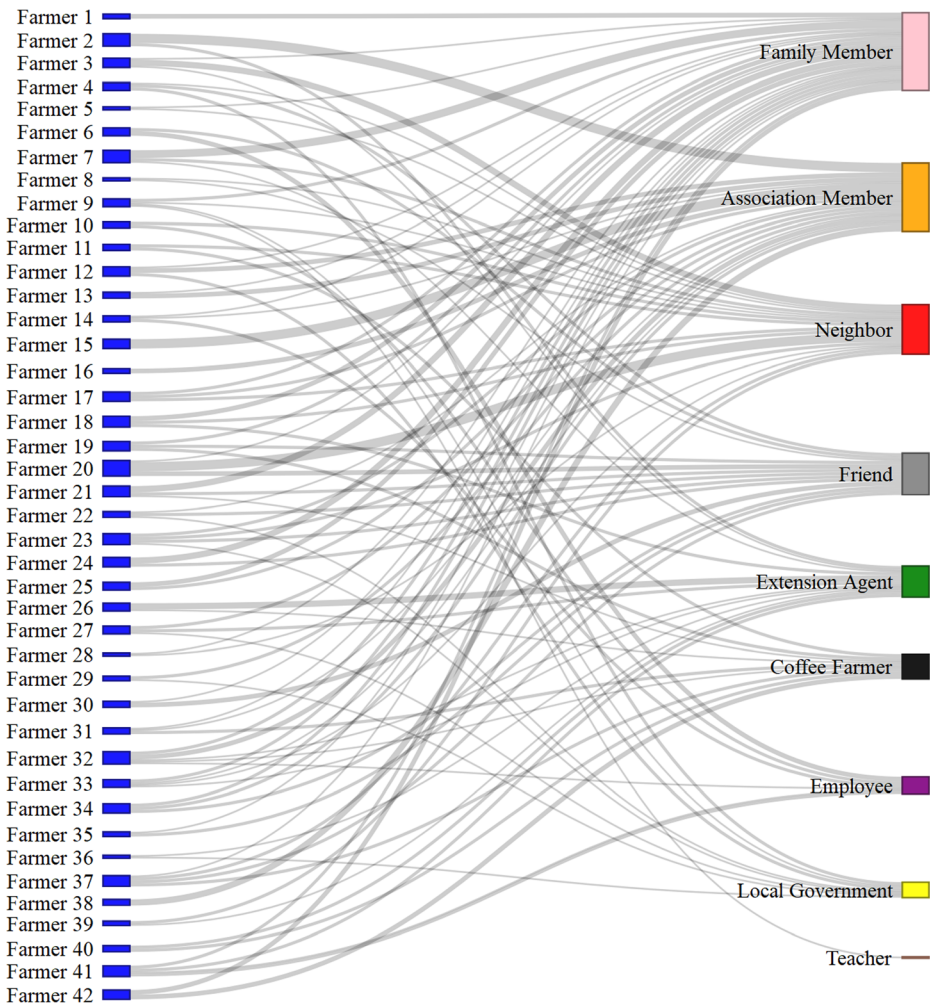 Farmer 1
Farmer 2
Farmer 3
Farmer 4
Farmer 5
Farmer 6
Farmer 7
Farmer 8
Farmer 9
Farmer 10
Farmer 11
Farmer 12
Farmer 13
Farmer 14
Farmer 15
Farmer 16
Farmer 17
Farmer 18
Farmer 19
Farmer 20
Farmer 21
Farmer 22
Farmer 23
Farmer 24
Farmer 25
Farmer 26
Farmer 27
Farmer 28
Farmer 29
Farmer 30
Farmer 31
Farmer 32
Farmer 33
Farmer 34
Farmer 35
Farmer 36
Farmer 37
Farmer 38
Farmer 39
Farmer 40
Farmer 41
Farmer 42
Family Member
Association Member
Neighbor
Friend
Extension Agent
Coffee Farmer
Employee
Local Government
Teacher